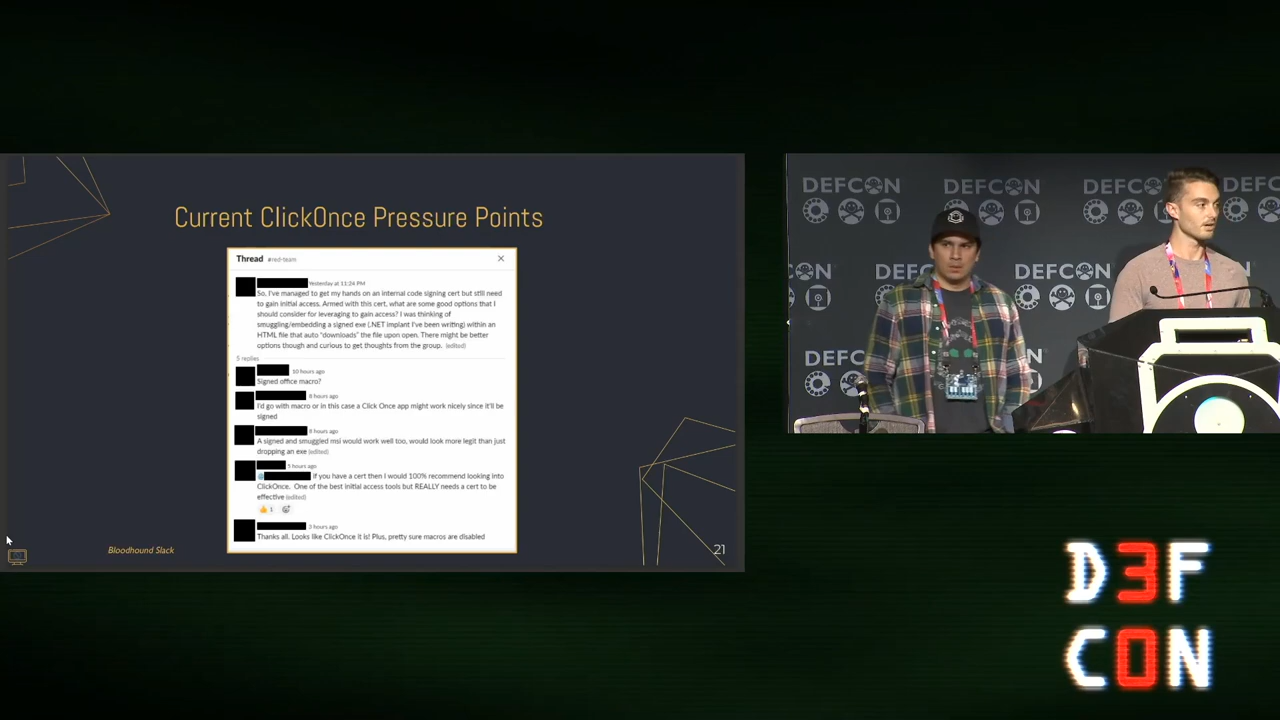 Current ClickOnce Pressure Points
Thread #red-team
Yesterday at 11:24 PM
So, I've managed to get my hands on an internal code signing cert but still need
to gain initial access. Armed with this cert, what are some good options that I
should consider for leveraging to gain access? I was thinking of
smuggling/embedding a signed exe (.NET implant I've been writing) within an
HTML file that auto "downloads" the file upon open. There might be better
options though and curious to get thoughts from the group. (edited)
5 replies
10 hours ago
Signed office macro?
8 hours ago
I'd go with macro or in this case a Click Once app might work nicely since it'll be
signed
8 hours ago
A signed and smuggled msi would work well too, would look more legit than just
dropping an exe (edited)
5 hours ago
if you have a cert then I would 100% recommend looking into
ClickOnce. One of the best initial access tools but REALLY needs a cert to be
effective (edited)
1
3 hours ago
Thanks all. Looks like ClickOnce it is! Plus, pretty sure macros are disabled
Bloodhound Slack
21
DEFCON DEFCON DEFCON DEFCON
DEFCON
DEFCON
D3F
C0N